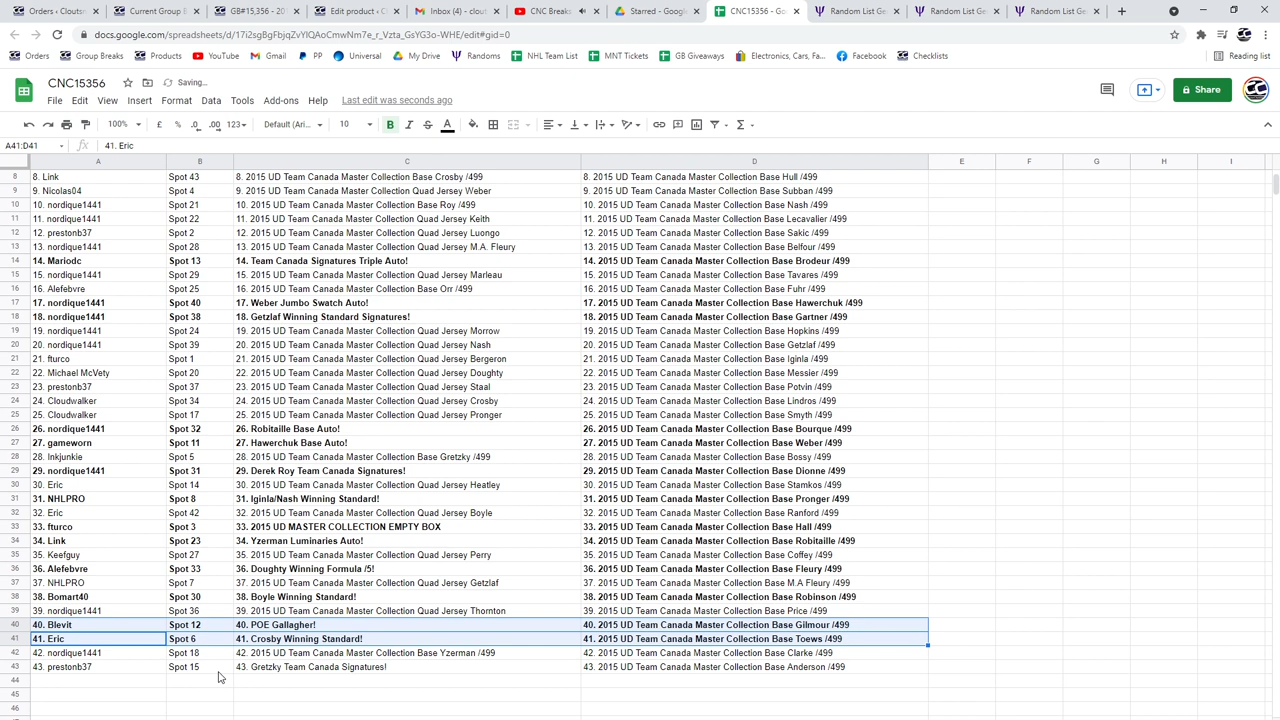 Orders ‹ Cloutsn
Current Group B
GB#15,356 - 201
Edit product ‹ C
Inbox (4) - clout
CNC Break
Starred - Google
CNC15356 - Go
Random List Ge
Random List Ge
Random List Ge
docs.google.com/spreadsheets/d/17i2sgBgFbjqZvYlQAoCmwNm7e_r_Vzta_GsYG3o-WHE/edit#gid=0
Orders Group Breaks Products YouTube Gmail PP Universal My Drive Randoms NHL Team List MNT Tickets GB Giveaways Electronics, Cars, Fa... Facebook Checklists Reading list
CNC15356 Saving...
File Edit View Insert Format Data Tools Add-ons Help Last edit was seconds ago
Share
100% £ % .0 .00 123 Default (Ari... 10 B I S A
A41:D41 fx 41. Eric
A B C D E F G H I
8 8. Link Spot 43 8. 2015 UD Team Canada Master Collection Base Crosby /499 8. 2015 UD Team Canada Master Collection Base Hull /499
9 9. Nicolas04 Spot 4 9. 2015 UD Team Canada Master Collection Quad Jersey Weber 9. 2015 UD Team Canada Master Collection Base Subban /499
10 10. nordique1441 Spot 21 10. 2015 UD Team Canada Master Collection Base Roy /499 10. 2015 UD Team Canada Master Collection Base Nash /499
11 11. nordique1441 Spot 22 11. 2015 UD Team Canada Master Collection Quad Jersey Keith 11. 2015 UD Team Canada Master Collection Base Lecavalier /499
12 12. prestonb37 Spot 2 12. 2015 UD Team Canada Master Collection Quad Jersey Luongo 12. 2015 UD Team Canada Master Collection Base Sakic /499
13 13. nordique1441 Spot 28 13. 2015 UD Team Canada Master Collection Quad Jersey M.A. Fleury 13. 2015 UD Team Canada Master Collection Base Belfour /499
14 14. Mariodc Spot 13 14. Team Canada Signatures Triple Auto! 14. 2015 UD Team Canada Master Collection Base Brodeur /499
15 15. nordique1441 Spot 29 15. 2015 UD Team Canada Master Collection Quad Jersey Marleau 15. 2015 UD Team Canada Master Collection Base Tavares /499
16 16. Alefebvre Spot 25 16. 2015 UD Team Canada Master Collection Base Orr /499 16. 2015 UD Team Canada Master Collection Base Fuhr /499
17 17. nordique1441 Spot 40 17. Weber Jumbo Swatch Auto! 17. 2015 UD Team Canada Master Collection Base Hawerchuk /499
18 18. nordique1441 Spot 38 18. Getzlaf Winning Standard Signatures! 18. 2015 UD Team Canada Master Collection Base Gartner /499
19 19. nordique1441 Spot 24 19. 2015 UD Team Canada Master Collection Quad Jersey Morrow 19. 2015 UD Team Canada Master Collection Base Hopkins /499
20 20. nordique1441 Spot 39 20. 2015 UD Team Canada Master Collection Quad Jersey Nash 20. 2015 UD Team Canada Master Collection Base Getzlaf /499
21 21. fturco Spot 1 21. 2015 UD Team Canada Master Collection Quad Jersey Bergeron 21. 2015 UD Team Canada Master Collection Base Iginla /499
22 22. Michael McVety Spot 20 22. 2015 UD Team Canada Master Collection Quad Jersey Doughty 22. 2015 UD Team Canada Master Collection Base Messier /499
23 23. prestonb37 Spot 37 23. 2015 UD Team Canada Master Collection Quad Jersey Staal 23. 2015 UD Team Canada Master Collection Base Potvin /499
24 24. Cloudwalker Spot 34 24. 2015 UD Team Canada Master Collection Quad Jersey Crosby 24. 2015 UD Team Canada Master Collection Base Lindros /499
25 25. Cloudwalker Spot 17 25. 2015 UD Team Canada Master Collection Quad Jersey Pronger 25. 2015 UD Team Canada Master Collection Base Smyth /499
26 26. nordique1441 Spot 32 26. Robitaille Base Auto! 26. 2015 UD Team Canada Master Collection Base Bourque /499
27 27. gameworn Spot 11 27. Hawerchuk Base Auto! 27. 2015 UD Team Canada Master Collection Base Weber /499
28 28. Inkjunkie Spot 5 28. 2015 UD Team Canada Master Collection Base Gretzky /499 28. 2015 UD Team Canada Master Collection Base Bossy /499
29 29. nordique1441 Spot 31 29. Derek Roy Team Canada Signatures! 29. 2015 UD Team Canada Master Collection Base Dionne /499
30 30. Eric Spot 14 30. 2015 UD Team Canada Master Collection Quad Jersey Heatley 30. 2015 UD Team Canada Master Collection Base Stamkos /499
31 31. NHLPRO Spot 8 31. Iginla/Nash Winning Standard! 31. 2015 UD Team Canada Master Collection Base Pronger /499
32 32. Eric Spot 42 32. 2015 UD Team Canada Master Collection Quad Jersey Boyle 32. 2015 UD Team Canada Master Collection Base Ranford /499
33 33. fturco Spot 3 33. 2015 UD MASTER COLLECTION EMPTY BOX 33. 2015 UD Team Canada Master Collection Base Hall /499
34 34. Link Spot 23 34. Yzerman Luminaries Auto! 34. 2015 UD Team Canada Master Collection Base Robitaille /499
35 35. Keefguy Spot 27 35. 2015 UD Team Canada Master Collection Quad Jersey Perry 35. 2015 UD Team Canada Master Collection Base Coffey /499
36 36. Alefebvre Spot 33 36. Doughty Winning Formula /5! 36. 2015 UD Team Canada Master Collection Base Fleury /499
37 37. NHLPRO Spot 7 37. 2015 UD Team Canada Master Collection Quad Jersey Getzlaf 37. 2015 UD Team Canada Master Collection Base M.A Fleury /499
38 38. Bomart40 Spot 30 38. Boyle Winning Standard! 38. 2015 UD Team Canada Master Collection Base Robinson /499
39 39. nordique1441 Spot 36 39. 2015 UD Team Canada Master Collection Quad Jersey Thornton 39. 2015 UD Team Canada Master Collection Base Price /499
40 40. Blevit Spot 12 40. POE Gallagher! 40. 2015 UD Team Canada Master Collection Base Gilmour /499
41 41. Eric Spot 6 41. Crosby Winning Standard! 41. 2015 UD Team Canada Master Collection Base Toews /499
42 42. nordique1441 Spot 18 42. 2015 UD Team Canada Master Collection Base Yzerman /499 42. 2015 UD Team Canada Master Collection Base Clarke /499
43 43. prestonb37 Spot 15 43. Gretzky Team Canada Signatures! 43. 2015 UD Team Canada Master Collection Base Anderson /499
44
45
46